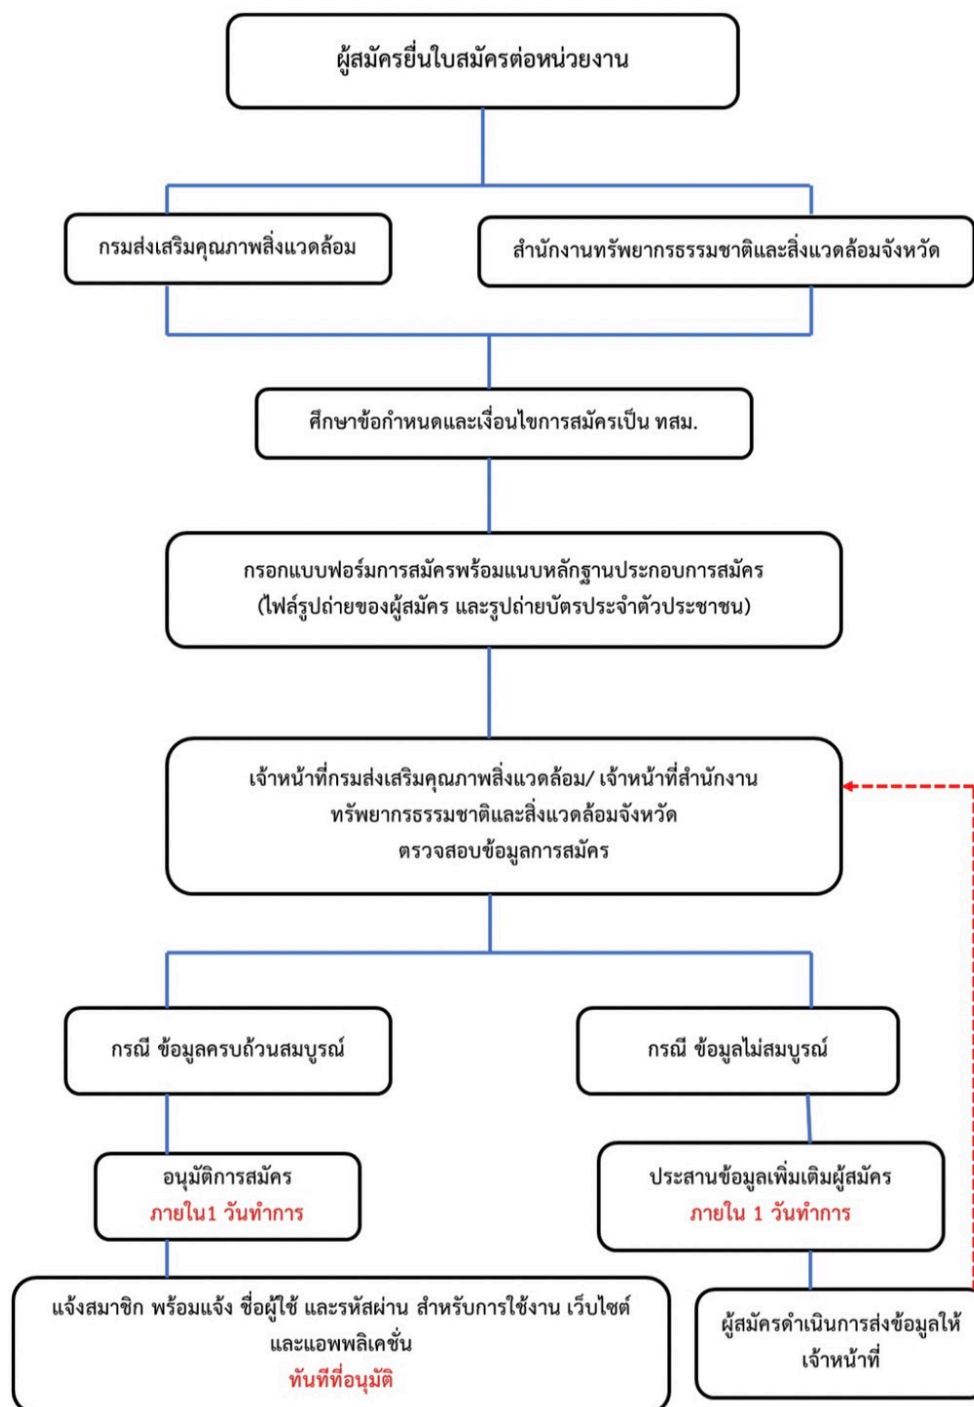 ผู้สมัครยื่นใบสมัครต่อหน่วยงาน
กรมส่งเสริมคุณภาพสิ่งแวดล้อม
สำนักงานทรัพยากรธรรมชาติและสิ่งแวดล้อมจังหวัด
ศึกษาข้อกำหนดและเงื่อนไขการสมัครเป็น ทสม.
กรอกแบบฟอร์มการสมัครพร้อมแนบหลักฐานประกอบการสมัคร
(ไฟล์รูปถ่ายของผู้สมัคร และรูปถ่ายบัตรประจำตัวประชาชน)
เจ้าหน้าที่กรมส่งเสริมคุณภาพสิ่งแวดล้อม/ เจ้าหน้าที่สำนักงาน
ทรัพยากรธรรมชาติและสิ่งแวดล้อมจังหวัด
ตรวจสอบข้อมูลการสมัคร
กรณี ข้อมูลครบถ้วนสมบูรณ์
กรณี ข้อมูลไม่สมบูรณ์
อนุมัติการสมัคร
ภายใน1 วันทำการ
ประสานข้อมูลเพิ่มเติมผู้สมัคร
ภายใน 1 วันทำการ
แจ้งสมาชิก พร้อมแจ้ง ชื่อผู้ใช้ และรหัสผ่าน สำหรับการใช้งาน เว็บไซต์
และแอพพลิเคชั่น
ทันทีที่อนุมัติ
ผู้สมัครดำเนินการส่งข้อมูลให้
เจ้าหน้าที่